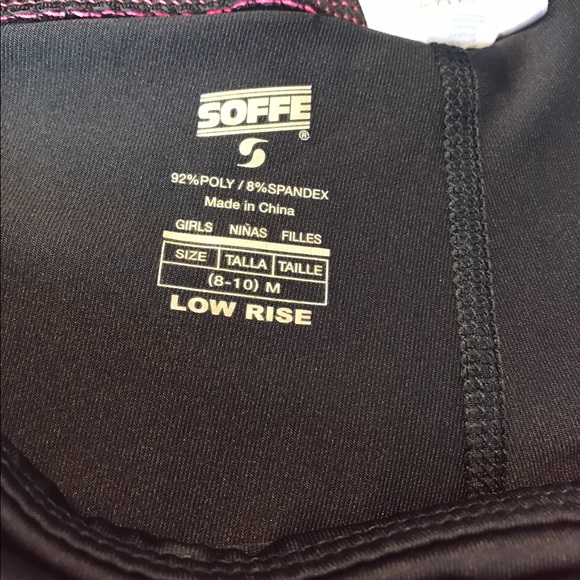 SOFFE
®
92%POLY / 8%SPANDEX
Made in China
GIRLS NIÑAS FILLES
SIZE TALLA TAILLE
(8-10) M
LOW RISE